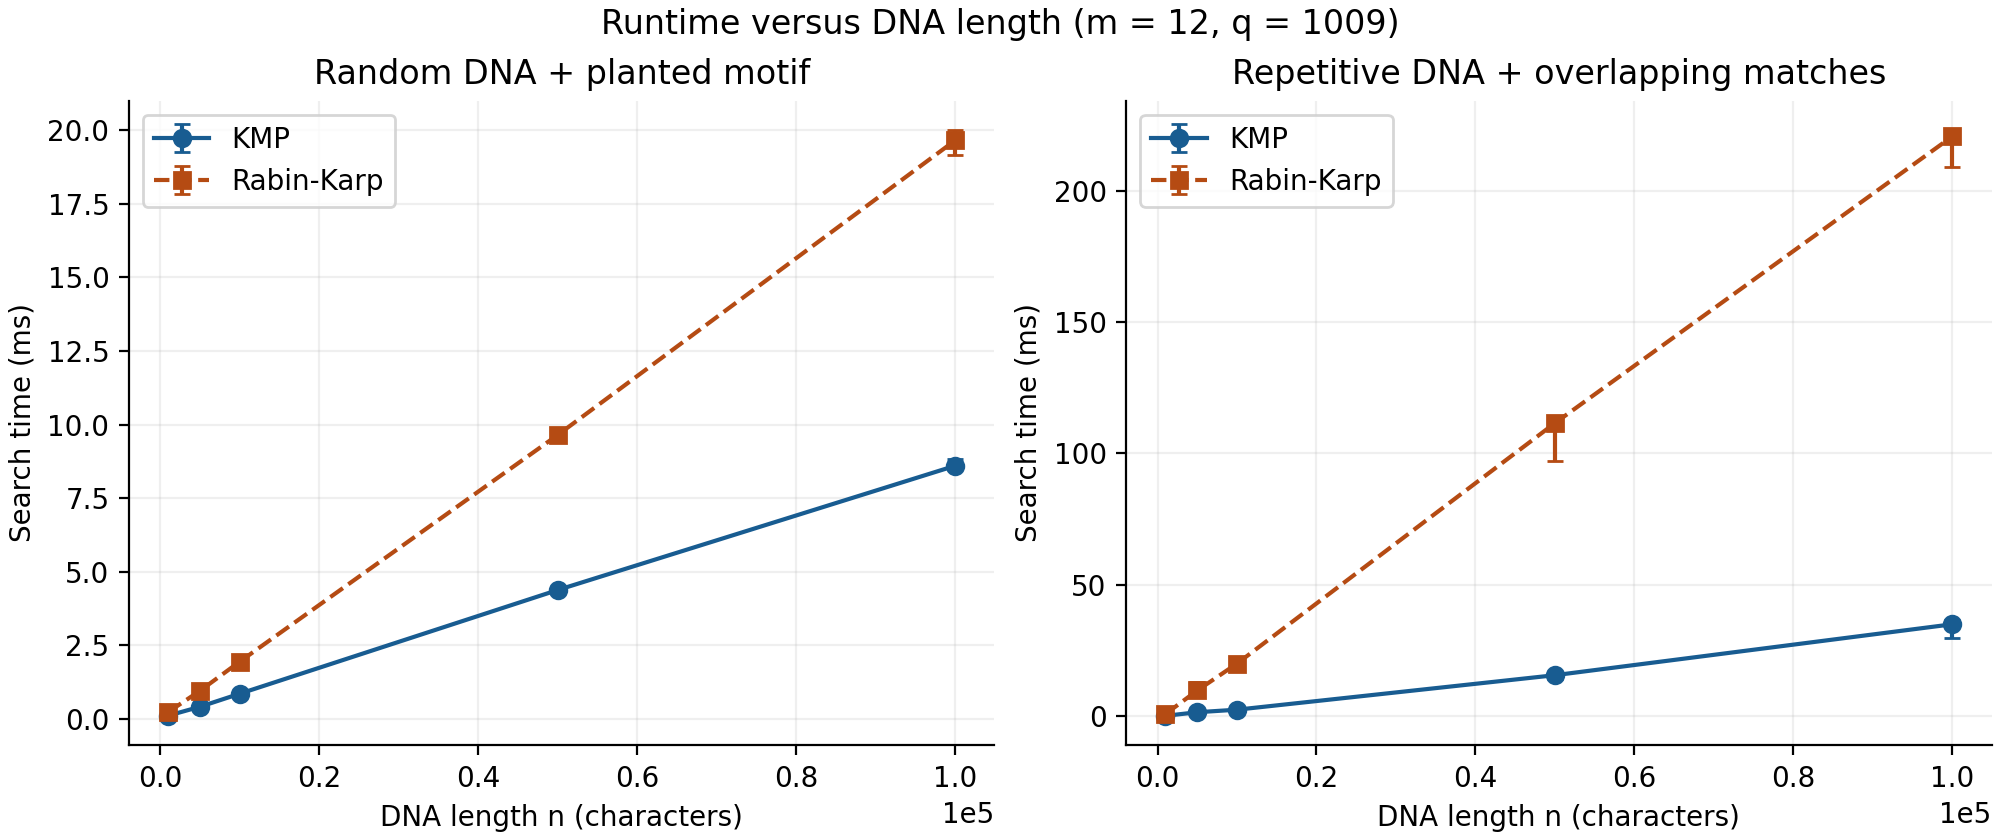 Runtime versus DNA length (m = 12, q = 1009)
Random DNA + planted motif
KMP
Rabin-Karp
Search time (ms)
20.0
17.5
15.0
12.5
10.0
7.5
5.0
2.5
0.0
0.0 0.2 0.4 0.6 0.8 1.0
1e5
DNA length n (characters)
Repetitive DNA + overlapping matches
KMP
Rabin-Karp
Search time (ms)
200
150
100
50
0
0.0 0.2 0.4 0.6 0.8 1.0
1e5
DNA length n (characters)